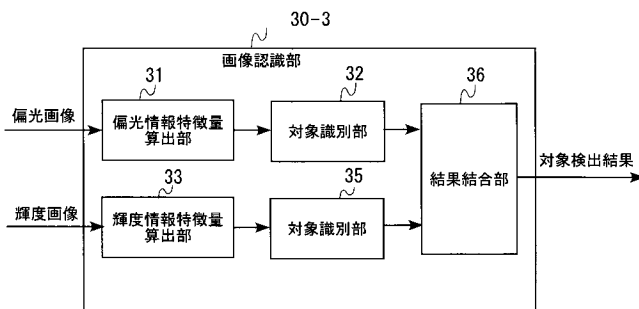 30-3
画像認識部
31
32
36
偏光画像
偏光情報特徴量
算出部
対象識別部
結果結合部
対象検出結果
33
35
輝度画像
輝度情報特徴量
算出部
対象識別部